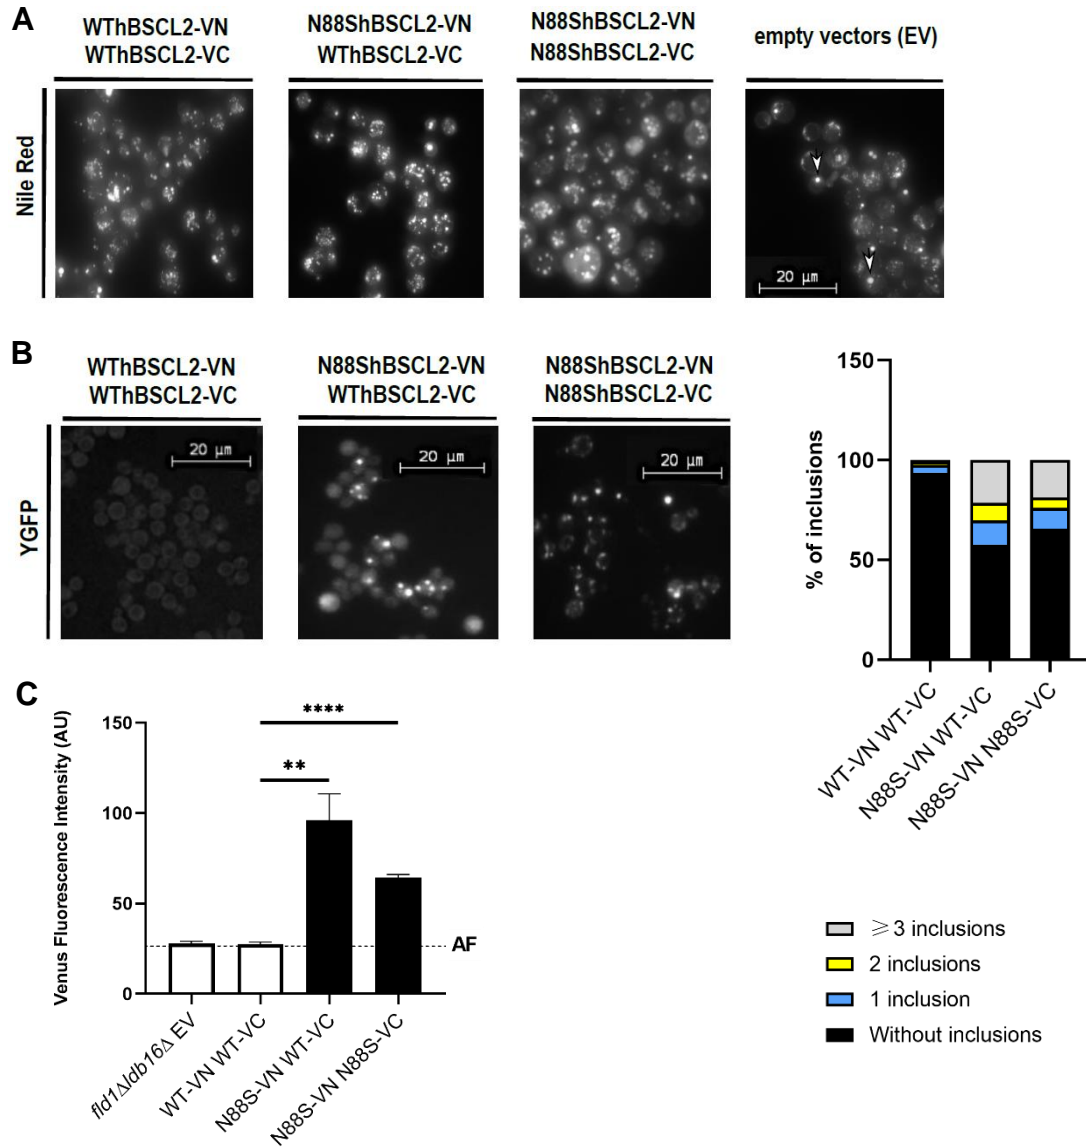 A
WThBSCL2-VN
WThBSCL2-VC
N88ShBSCL2-VN
WThBSCL2-VC
N88ShBSCL2-VN
N88ShBSCL2-VC
empty vectors (EV)
Nile Red
20 µm
B
WThBSCL2-VN
WThBSCL2-VC
N88ShBSCL2-VN
WThBSCL2-VC
N88ShBSCL2-VN
N88ShBSCL2-VC
YGFP
20 µm
20 µm
20 µm
% of inclusions
150
100
50
0
WT-VN WT-VC
N88S-VN WT-VC
N88S-VN N88S-VC
C
Venus Fluorescence Intensity (AU)
150
100
50
0
****
**
AF
fld1Δldb16Δ EV
WT-VN WT-VC
N88S-VN WT-VC
N88S-VN N88S-VC
⩾3 inclusions
2 inclusions
1 inclusion
Without inclusions